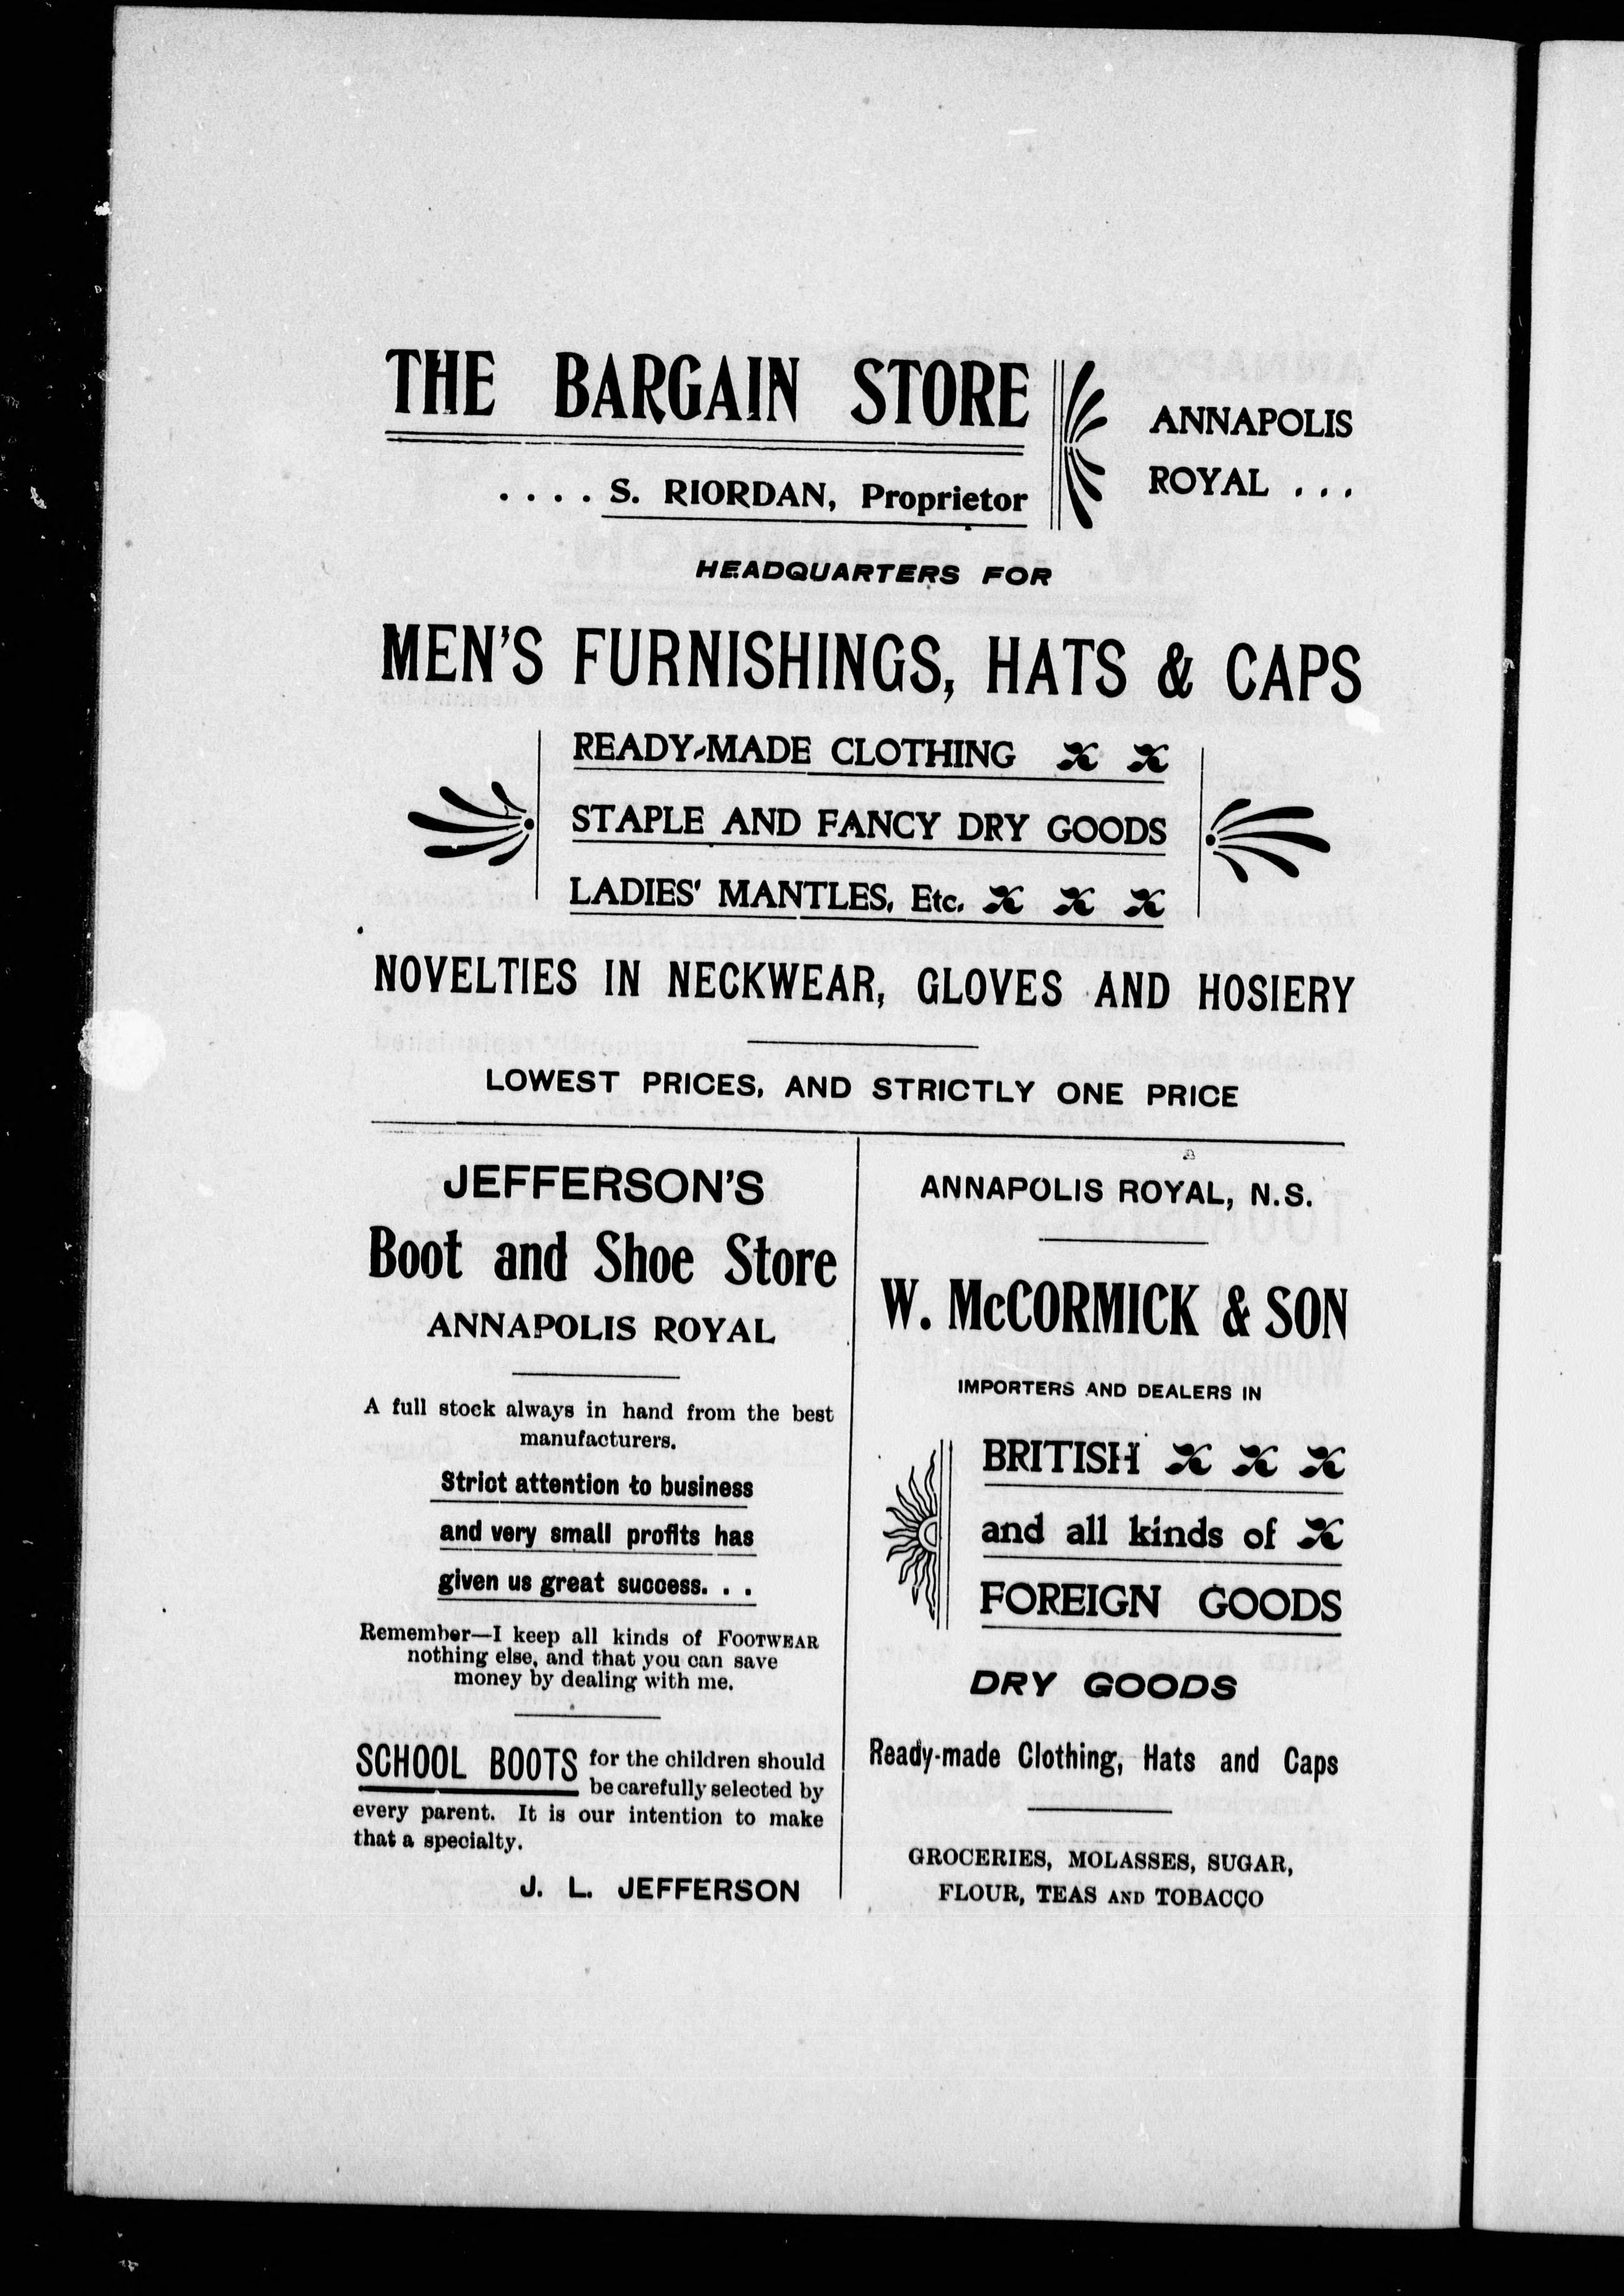 THE BARGAIN STORE
.... S. RIORDAN, Proprietor
ANNAPOLIS
ROYAL ...
HEADQUARTERS FOR
MEN'S FURNISHINGS, HATS & CAPS
READY-MADE CLOTHING
STAPLE AND FANCY DRY GOODS
LADIES' MANTLES, Etc.
NOVELTIES IN NECKWEAR, GLOVES AND HOSIERY
LOWEST PRICES, AND STRICTLY ONE PRICE
JEFFERSON'S
Boot and Shoe Store
ANNAPOLIS ROYAL
A full stock always in hand from the best
manufacturers.
Strict attention to business
and very small profits has
given us great success. . .
Remember—I keep all kinds of FOOTWEAR
nothing else, and that you can save
money by dealing with me.
SCHOOL BOOTS for the children should
be carefully selected by
every parent. It is our intention to make
that a specialty.
J. L. JEFFERSON
ANNAPOLIS ROYAL, N.S.
W. McCORMICK & SON
IMPORTERS AND DEALERS IN
BRITISH
and all kinds of
FOREIGN GOODS
DRY GOODS
Ready-made Clothing, Hats and Caps
GROCERIES, MOLASSES, SUGAR,
FLOUR, TEAS AND TOBACCO